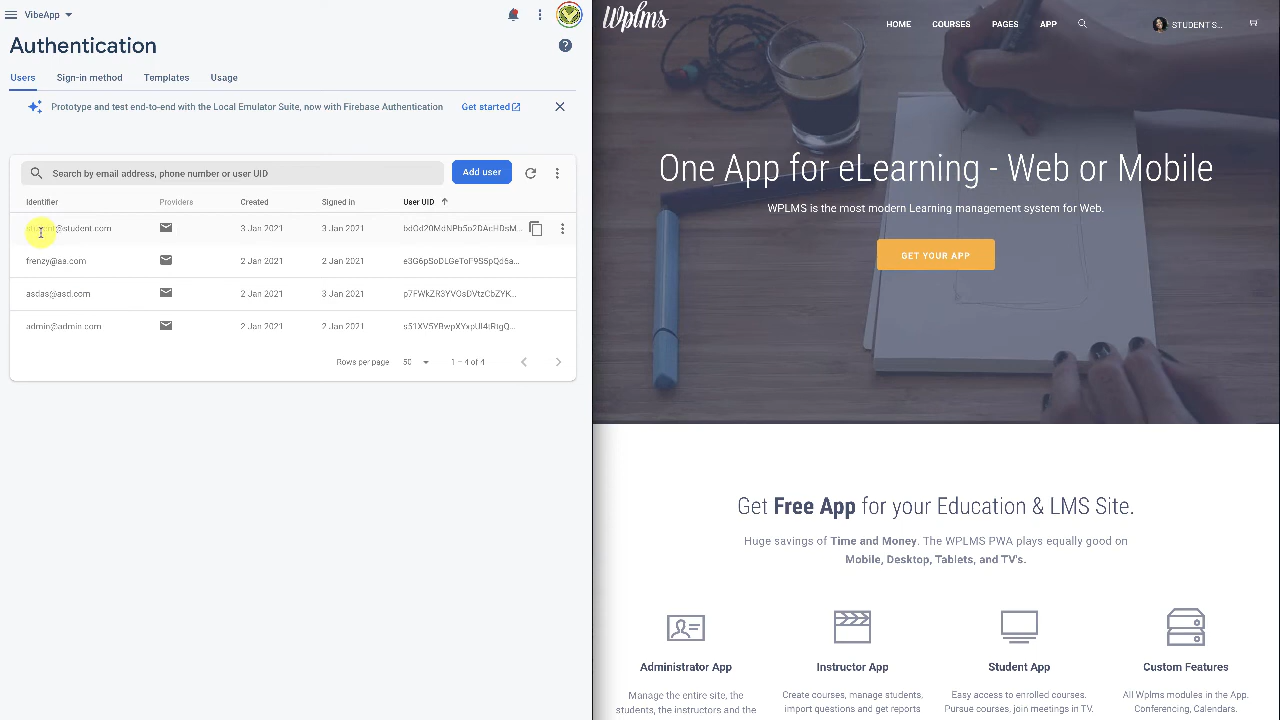 VibeApp
Authentication
Users Sign-in method Templates Usage
Prototype and test end-to-end with the Local Emulator Suite, now with Firebase Authentication Get started
Search by email address, phone number or user UID Add user
Identifier Providers Created Signed in User UID
@student.com 3 Jan 2021 3 Jan 2021
frenzy@aa.com 2 Jan 2021 2 Jan 2021
asdas@asd.com 2 Jan 2021 3 Jan 2021
admin@admin.com 2 Jan 2021 2 Jan 2021
Rows per page 50 1 – 4 of 4
Wplms
HOME COURSES PAGES APP STUDENT S...
One App for eLearning - Web or Mobile
WPLMS is the most modern Learning management system for Web.
GET YOUR APP
Get Free App for your Education & LMS Site.
Huge savings of Time and Money. The WPLMS PWA plays equally good on
Mobile, Desktop, Tablets, and TV's.
Administrator App Instructor App Student App Custom Features
Manage the entire site, the Create courses, manage students, Easy access to enrolled courses. All Wplms modules in the App.
students, the instructors and the import questions and get reports Pursue courses, join meetings in TV. Conferencing, Calendars.